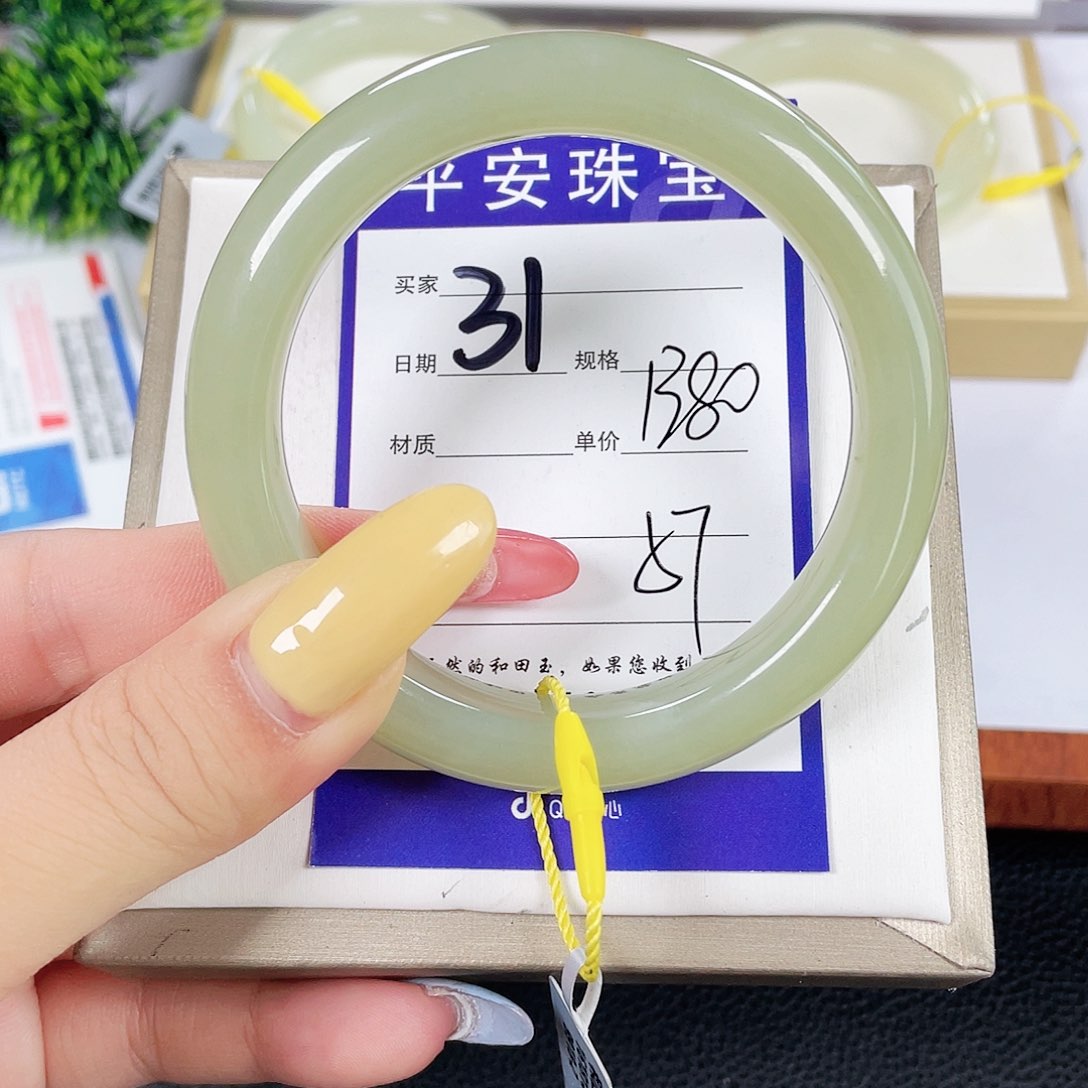 平安珠宝
买家 31
日期 规格
材质 单价 1380
57
然的和田玉，如果您收到